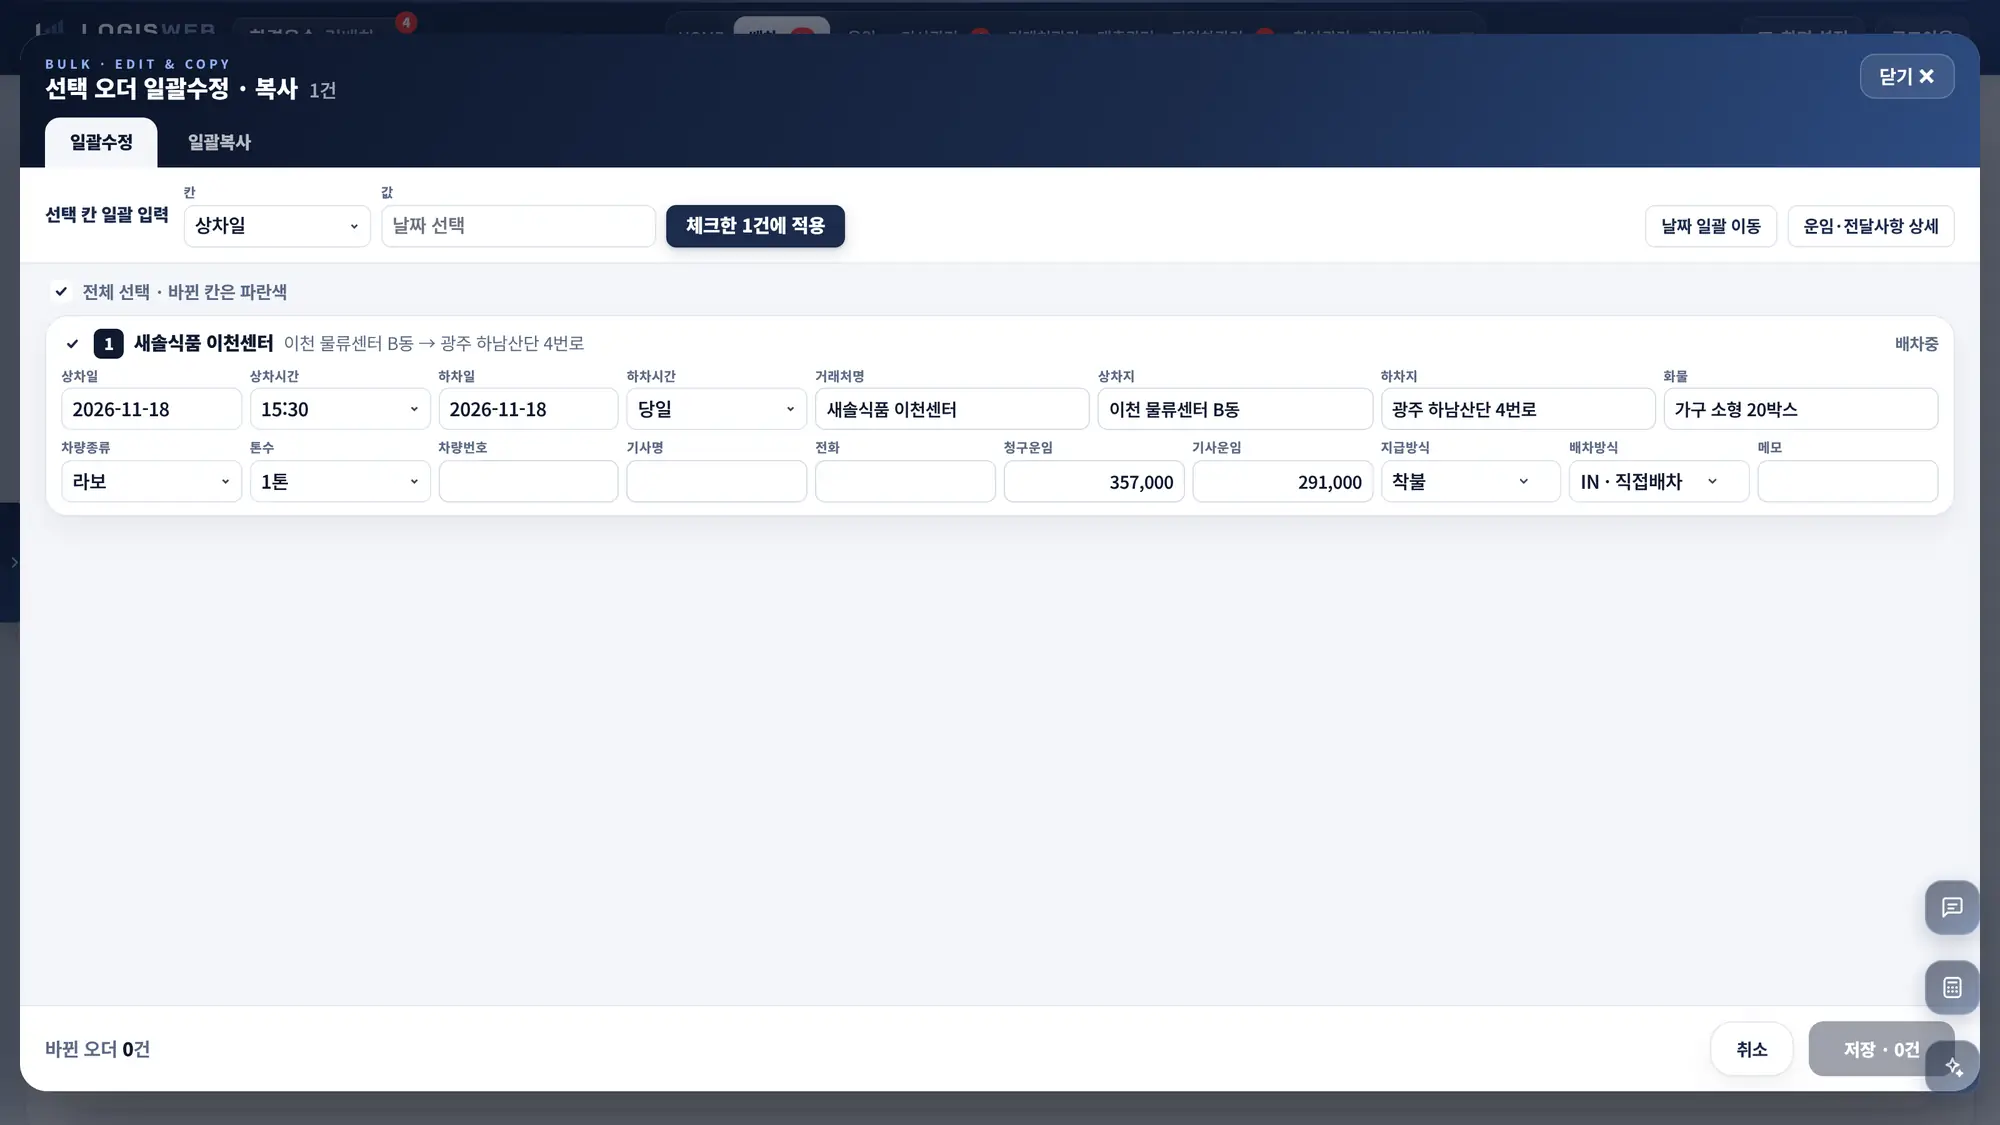 LOGISWEB
4
BULK · EDIT & COPY
선택 오더 일괄수정 · 복사 1건
닫기 ×
일괄수정
일괄복사
선택 칸 일괄 입력
칸
상차일
값
날짜 선택
체크한 1건에 적용
날짜 일괄 이동
운임·전달사항 상세
전체 선택 · 바뀐 칸은 파란색
1 새솔식품 이천센터 이천 물류센터 B동 → 광주 하남산단 4번로
배차중
상차일 상차시간 하차일 하차시간 거래처명 상차지 하차지 화물
2026-11-18 15:30 2026-11-18 당일 새솔식품 이천센터 이천 물류센터 B동 광주 하남산단 4번로 가구 소형 20박스
차량종류 톤수 차량번호 기사명 전화 청구운임 기사운임 지급방식 배차방식 메모
라보 1톤 357,000 291,000 착불 IN · 직접배차
바뀐 오더 0건
취소
저장 · 0건